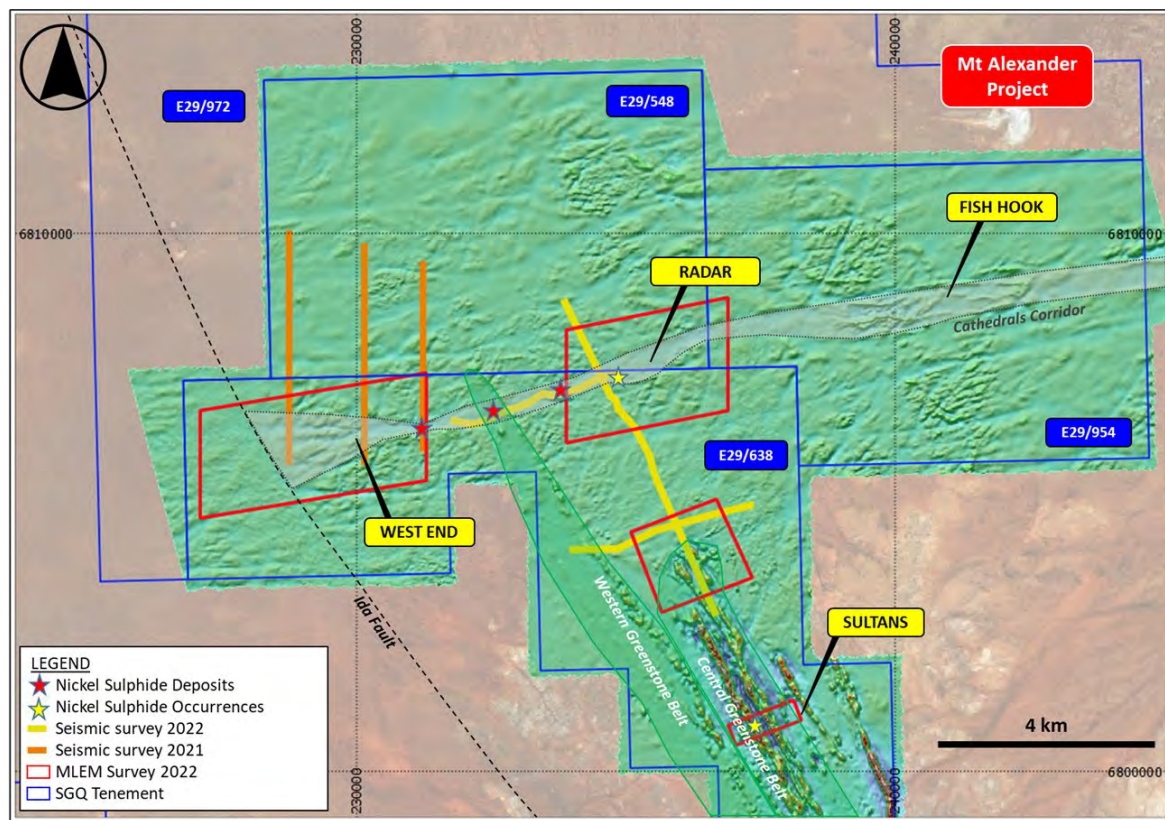 Mt Alexander
Project
E29/972
E29/548
230000
240000
FISH HOOK
6810000
6810000
RADAR
Cathedrals Corridor
E29/954
E29/638
WEST END
Ida Fault
Western Greenstone Belt
Central Greenstone Belt
SULTANS
LEGEND
Nickel Sulphide Deposits
Nickel Sulphide Occurrences
Seismic survey 2022
Seismic survey 2021
MLEM Survey 2022
SGQ Tenement
4 km
230000
240000
6800000